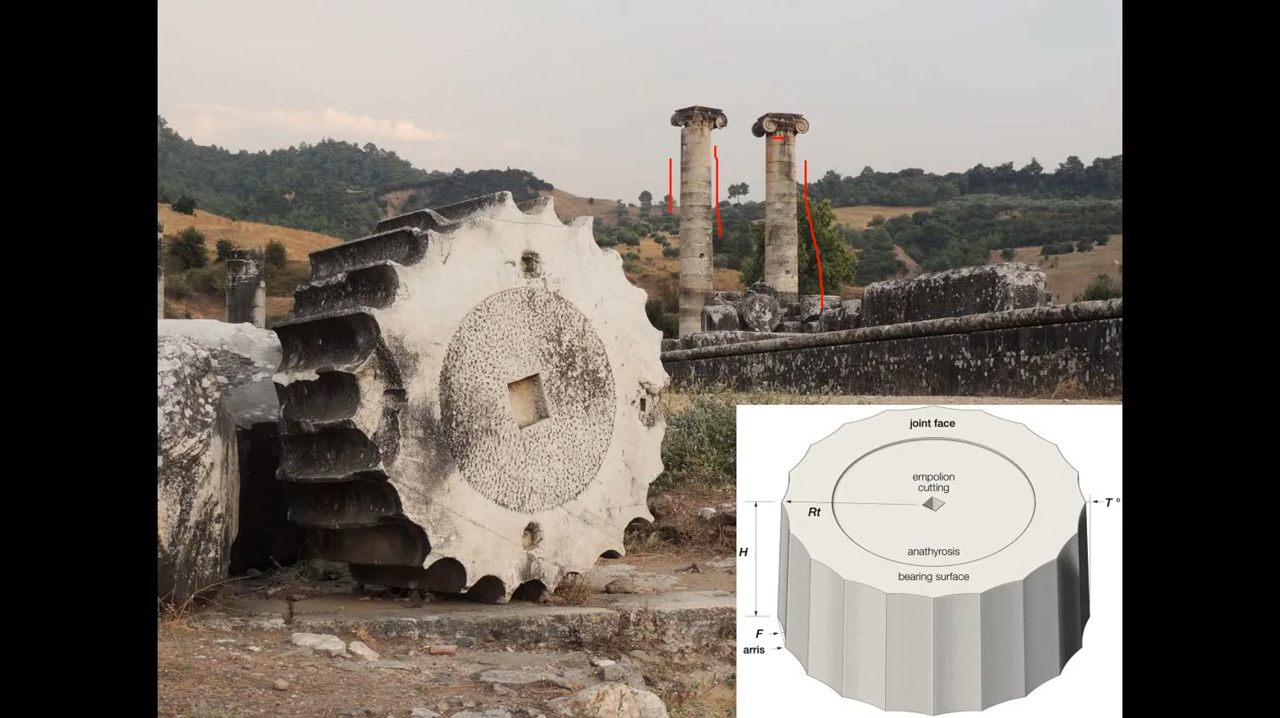 joint face
empolion
cutting
Rt
T°
H
anathyrosis
bearing surface
F
arris